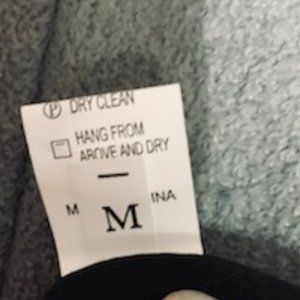 P DRY CLEAN
HANG FROM
ABOVE AND DRY
M INA
M